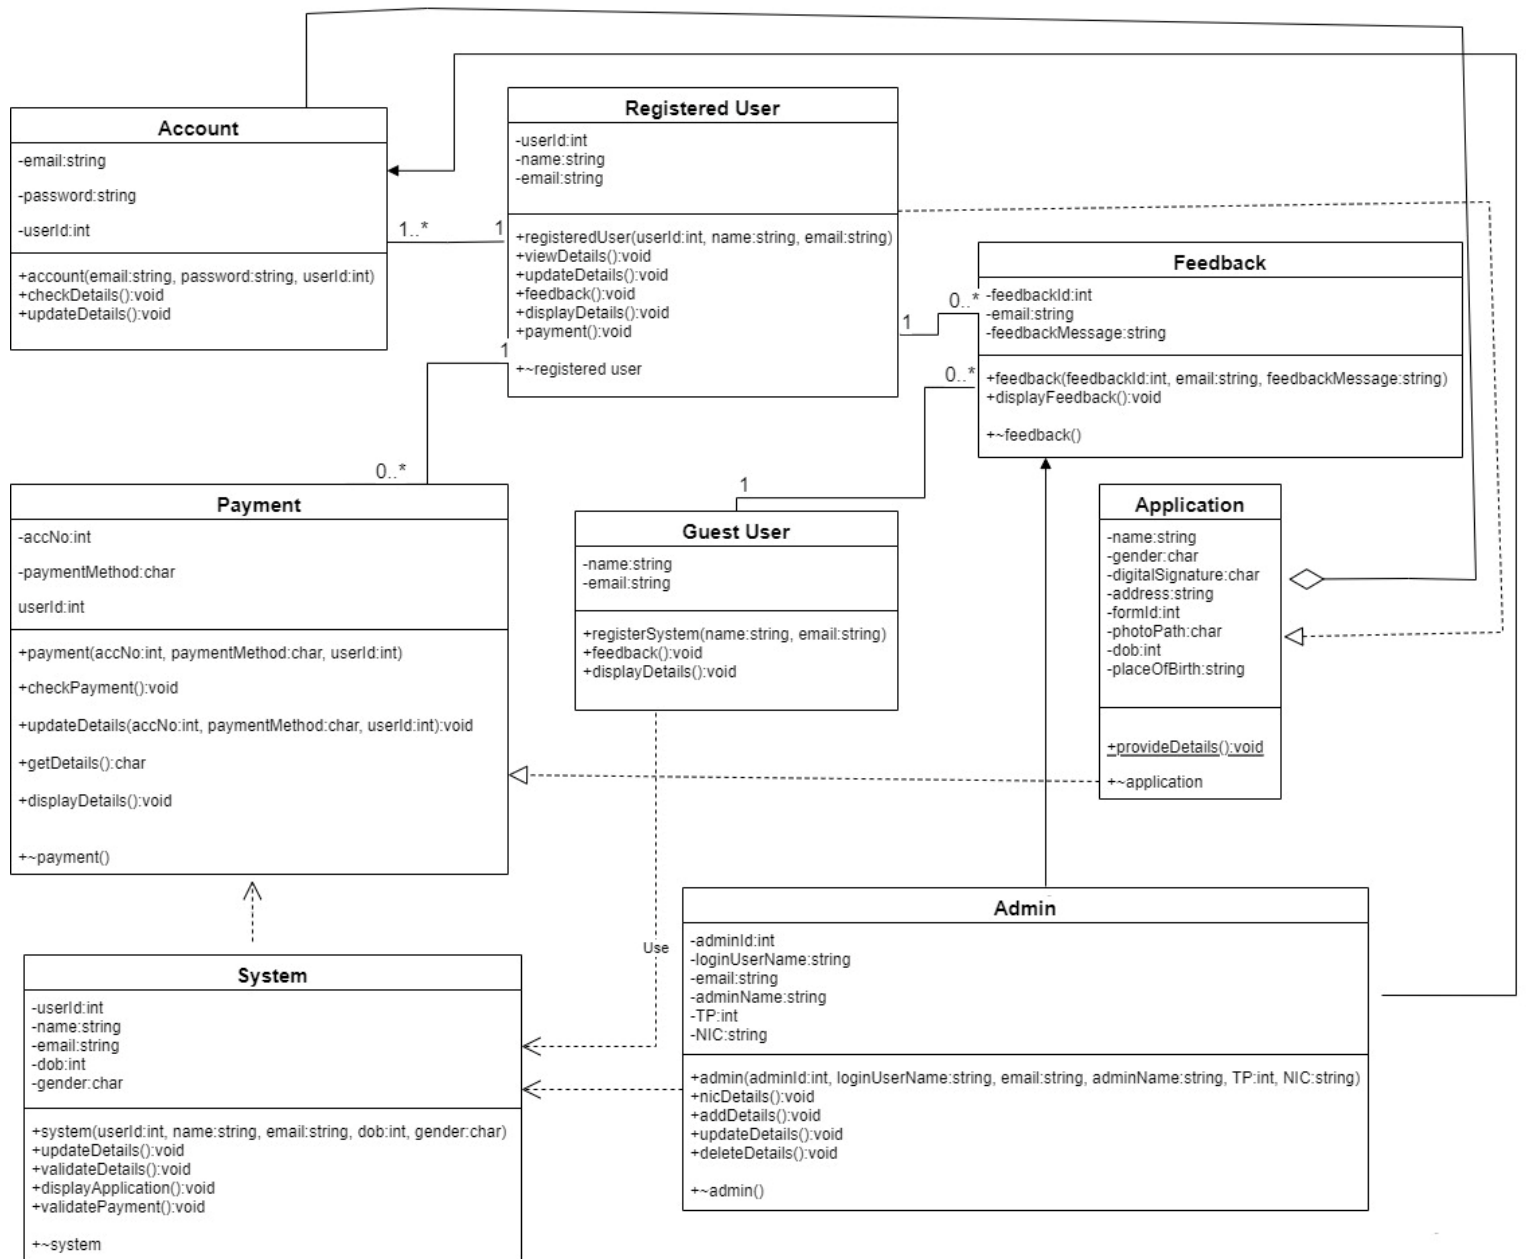 Account
-email:string
-password:string
-userId:int
+account(email:string, password:string, userId:int)
+checkDetails():void
+updateDetails():void
1..*
1
Registered User
-userId:int
-name:string
-email:string
+registeredUser(userId:int, name:string, email:string)
+viewDetails():void
+updateDetails():void
+feedback():void
+displayDetails():void
+payment():void
+~registered user
1
0..*
1
0..*
Feedback
-feedbackId:int
-email:string
-feedbackMessage:string
+feedback(feedbackId:int, email:string, feedbackMessage:string)
+displayFeedback():void
+~feedback()
0..*
1
Payment
-accNo:int
-paymentMethod:char
userId:int
+payment(accNo:int, paymentMethod:char, userId:int)
+checkPayment():void
+updateDetails(accNo:int, paymentMethod:char, userId:int):void
+getDetails():char
+displayDetails():void
+~payment()
Guest User
-name:string
-email:string
+registerSystem(name:string, email:string)
+feedback():void
+displayDetails():void
Application
-name:string
-gender:char
-digitalSignature:char
-address:string
-formId:int
-photoPath:char
-dob:int
-placeOfBirth:string
+provideDetails():void
+~application
Use
System
-userId:int
-name:string
-email:string
-dob:int
-gender:char
+system(userId:int, name:string, email:string, dob:int, gender:char)
+updateDetails():void
+validateDetails():void
+displayApplication():void
+validatePayment():void
+~system
Admin
-adminId:int
-loginUserName:string
-email:string
-adminName:string
-TP:int
-NIC:string
+admin(adminId:int, loginUserName:string, email:string, adminName:string, TP:int, NIC:string)
+nicDetails():void
+addDetails():void
+updateDetails():void
+deleteDetails():void
+~admin()